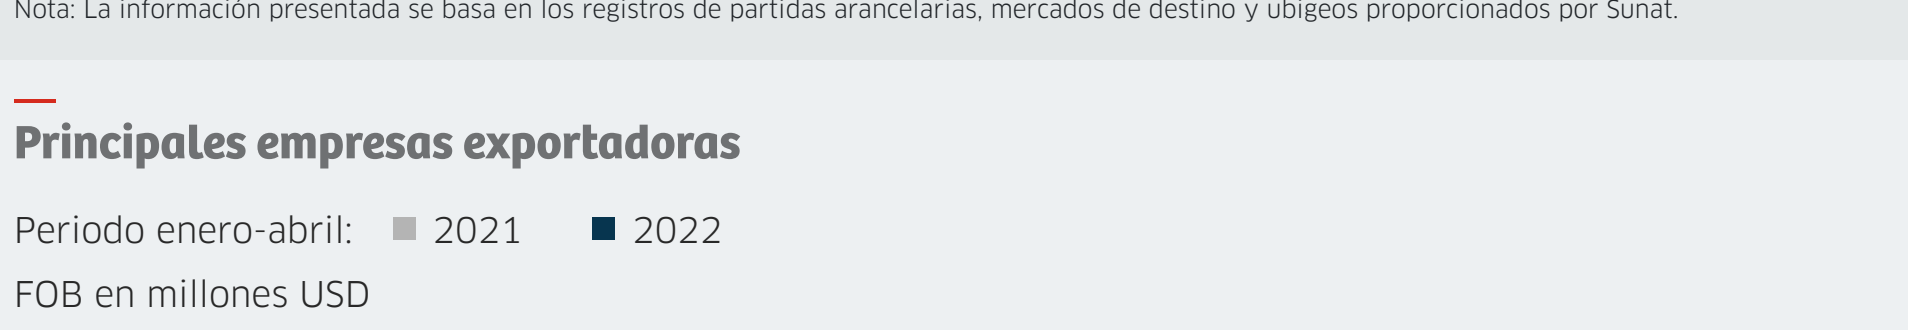 Nota: La información presentada se basa en los registros de partidas arancelarias, mercados de destino y ubigeos proporcionados por Sunat.
Principales empresas exportadoras
Periodo enero-abril: 2021 2022
FOB en millones USD